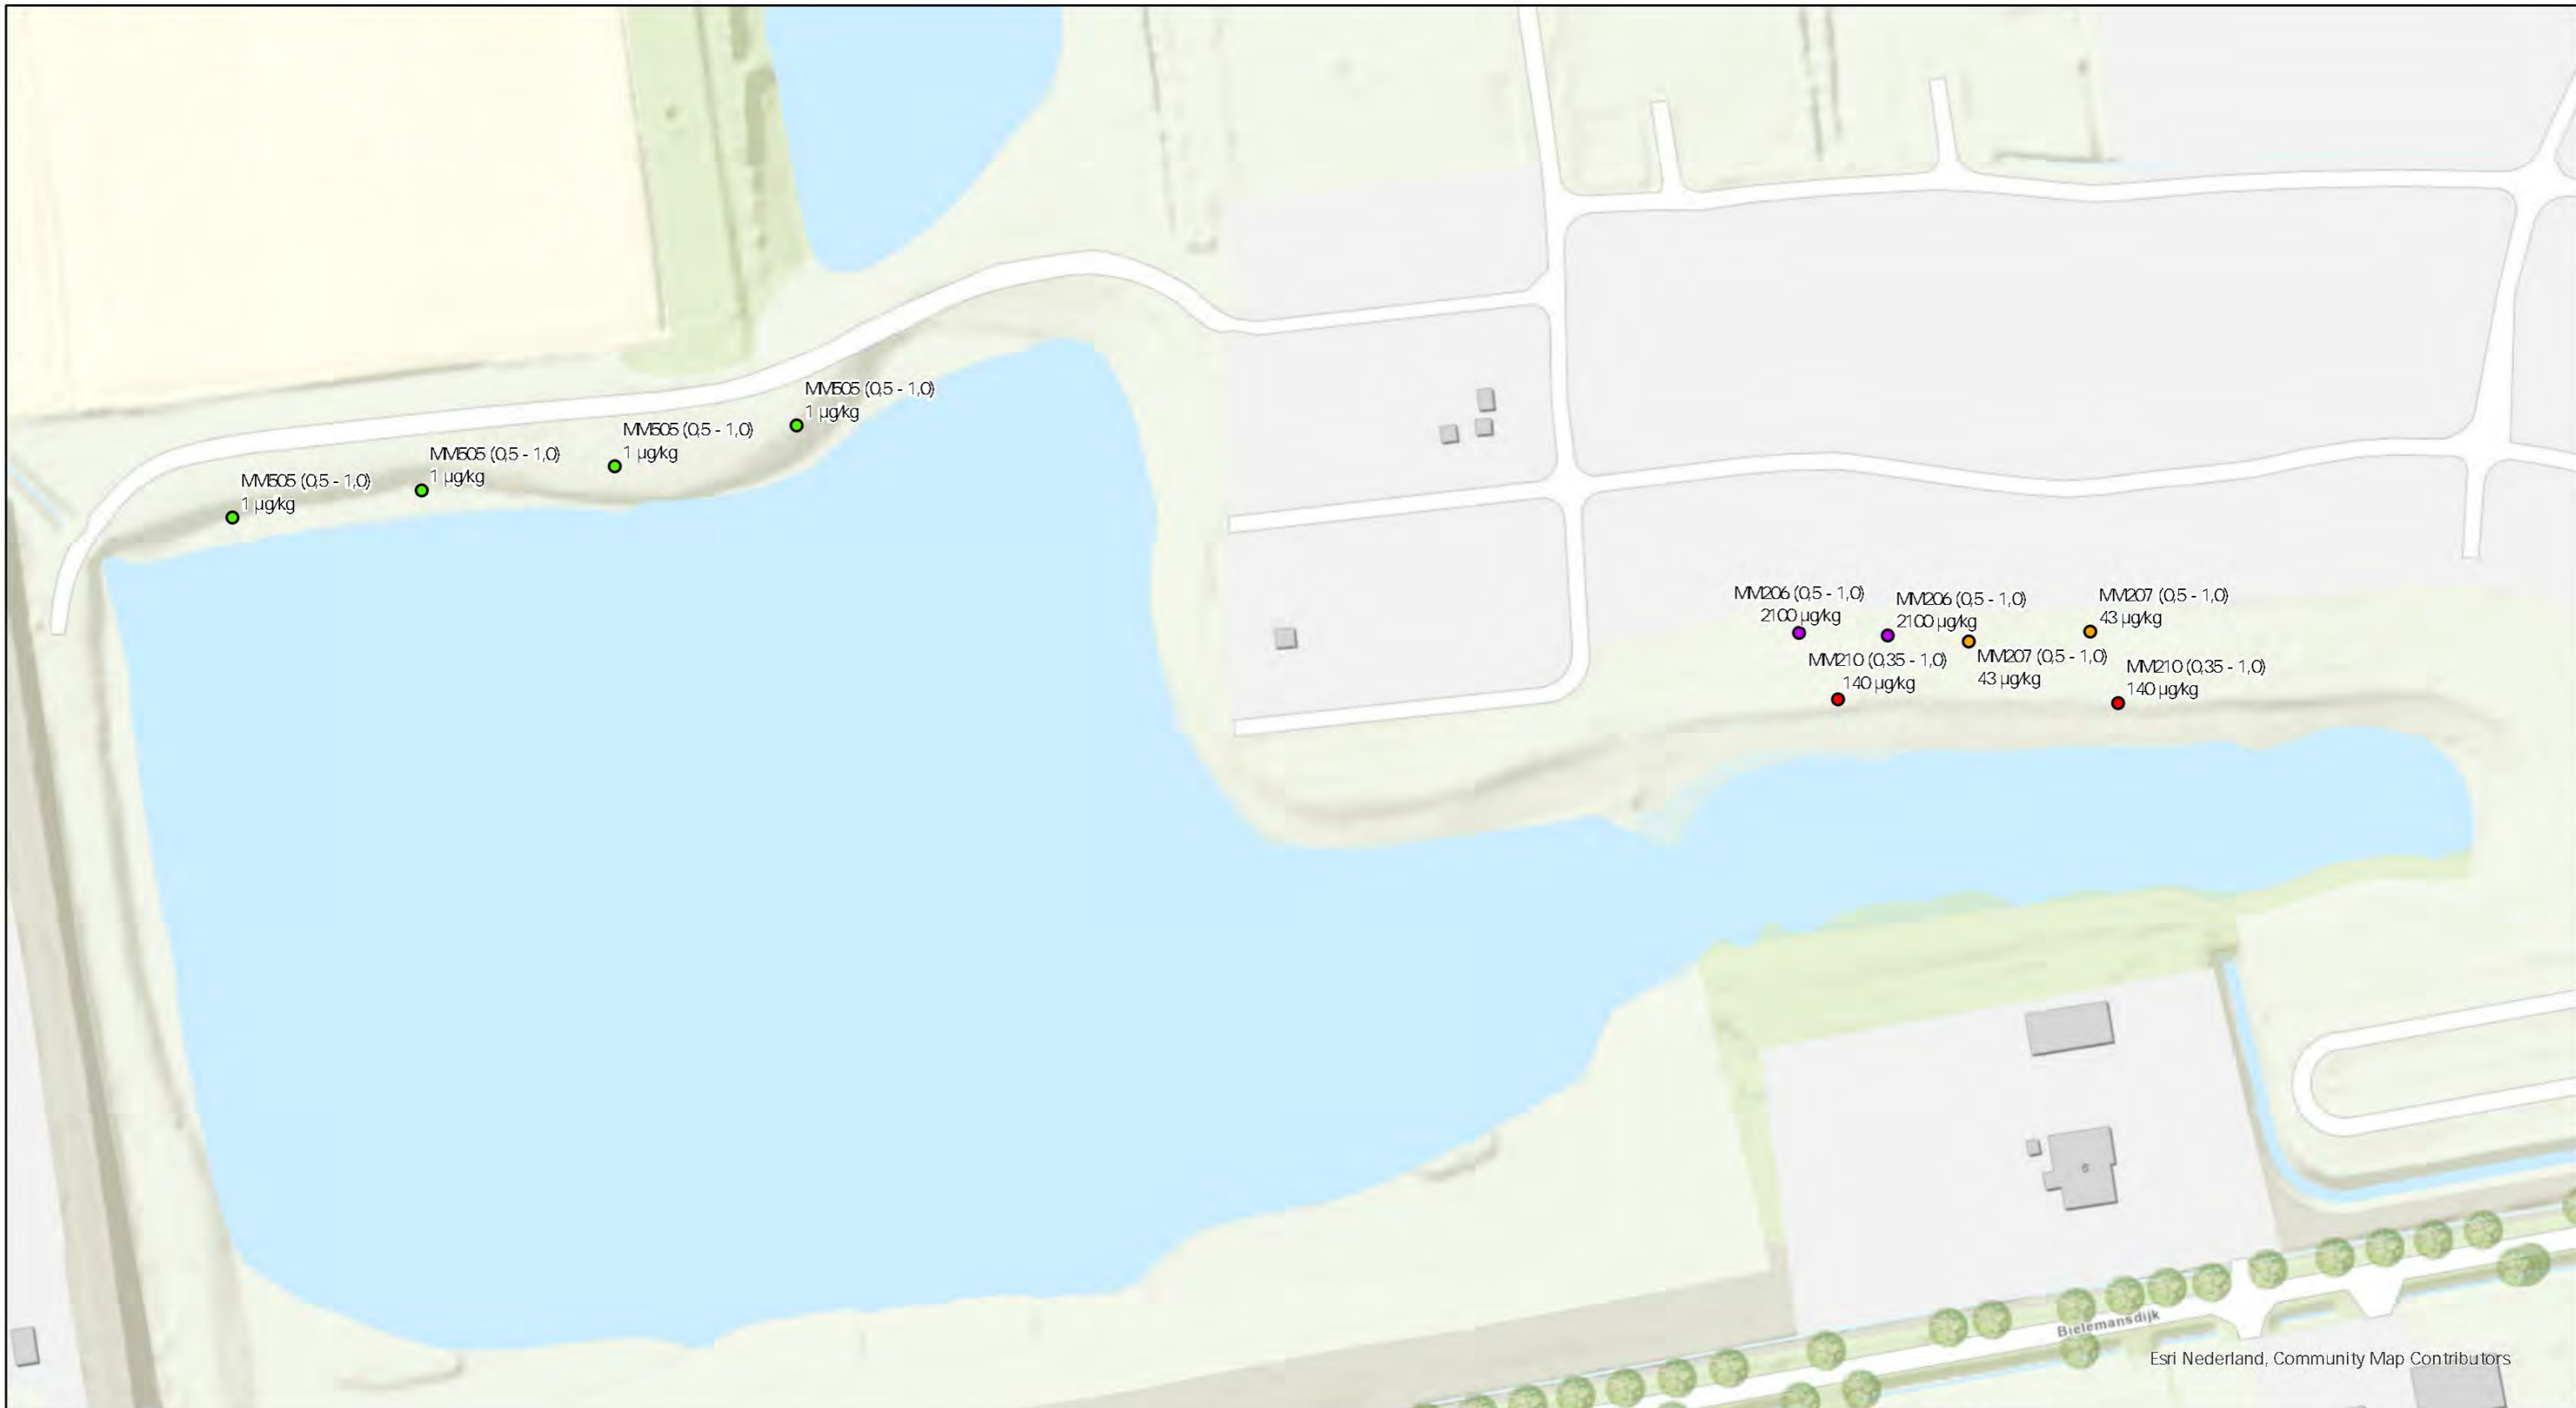 MM505 (0,5 - 1,0)
1 µg/kg
MM505 (0,5 - 1,0)
1 µg/kg
MM505 (0,5 - 1,0)
1 µg/kg
MM505 (0,5 - 1,0)
1 µg/kg
MM206 (0,5 - 1,0)
2100 µg/kg
MM206 (0,5 - 1,0)
2100 µg/kg
MM207 (0,5 - 1,0)
43 µg/kg
MM210 (0,35 - 1,0)
140 µg/kg
MM207 (0,5 - 1,0)
43 µg/kg
MM210 (0,35 - 1,0)
140 µg/kg
Bielemansdijk
Esri Nederland, Community Map Contributors